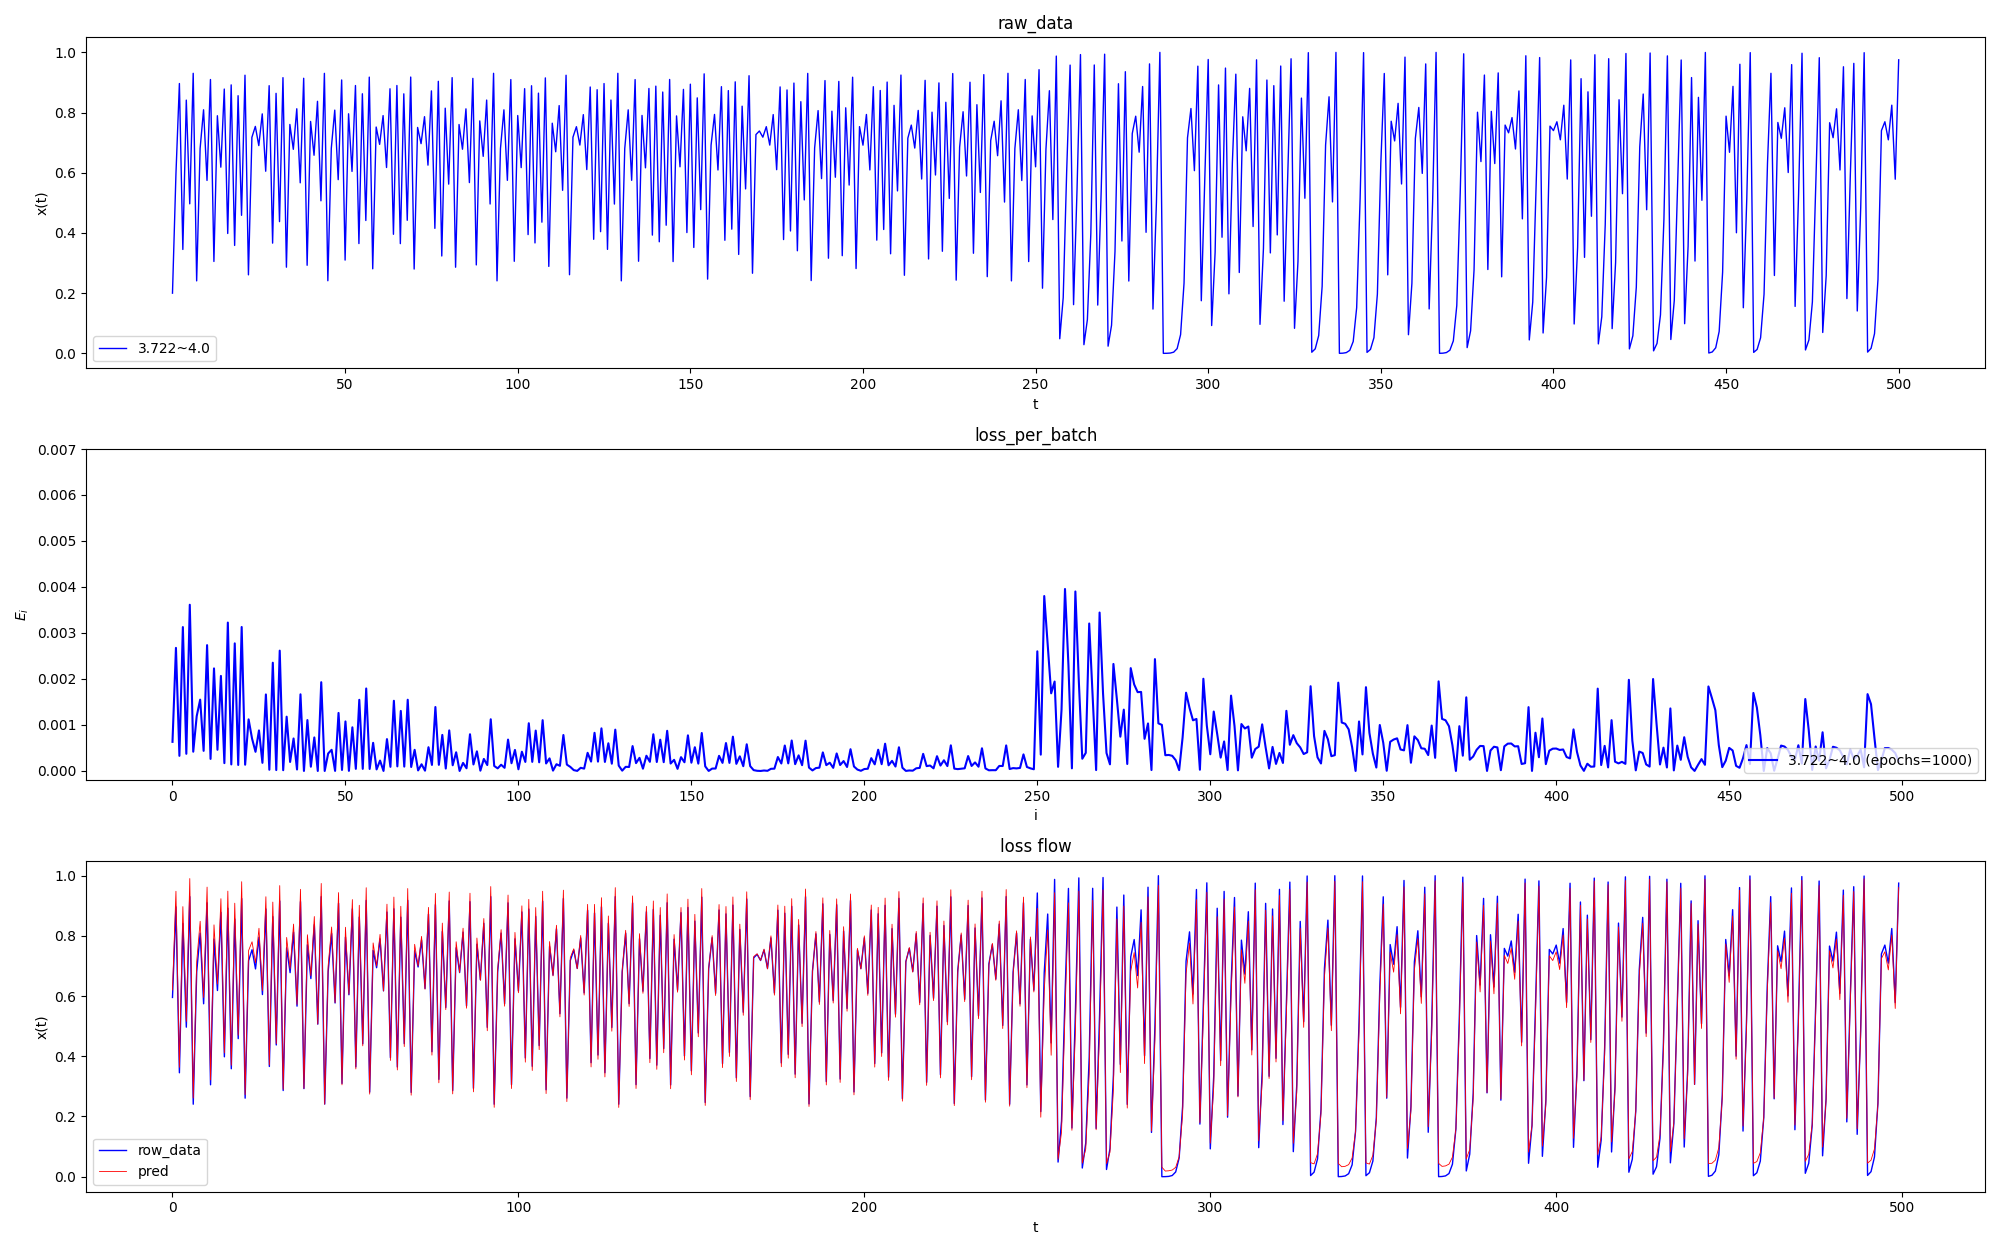 raw_data
1.0
0.8
0.6
0.4
0.2
0.0
x(t)
3.722~4.0
50 100 150 200 250 300 350 400 450 500
t
loss_per_batch
0.007
0.006
0.005
0.004
0.003
0.002
0.001
0.000
E_i
3.722~4.0 (epochs=1000)
0 50 100 150 200 250 300 350 400 450 500
i
loss flow
1.0
0.8
0.6
0.4
0.2
0.0
x(t)
row_data
pred
0 100 200 300 400 500
t